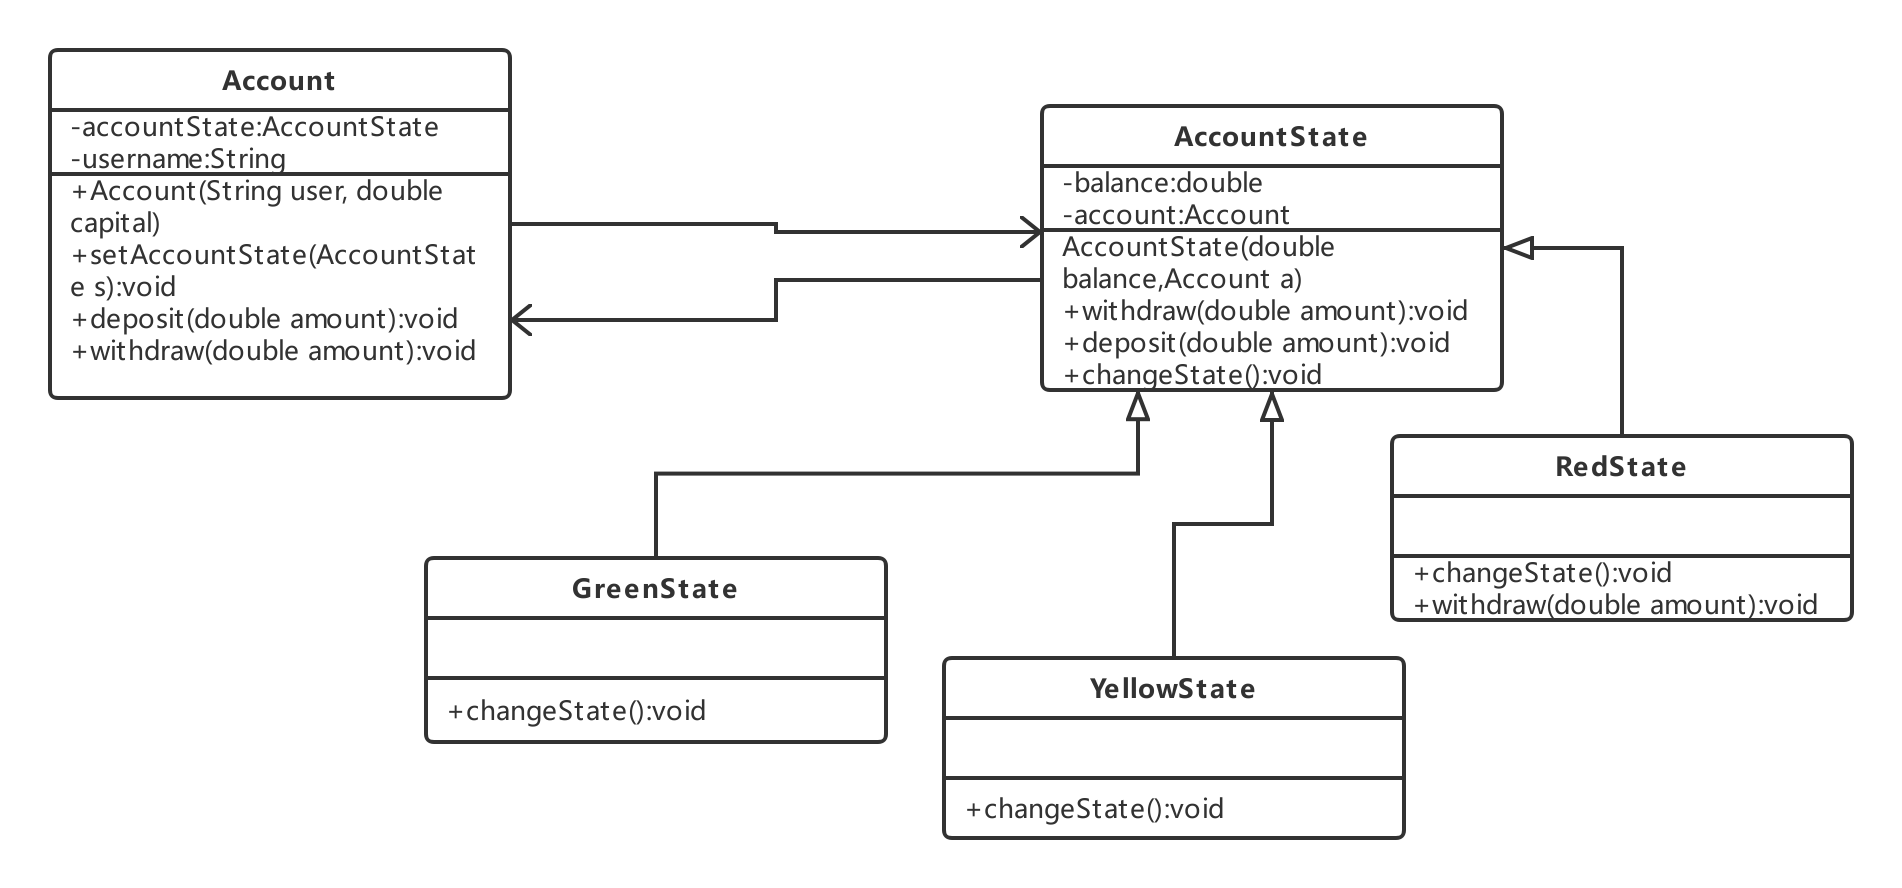 Account
-accountState:AccountState
-username:String
+Account(String user, double
capital)
+setAccountState(AccountStat
e s):void
+deposit(double amount):void
+withdraw(double amount):void
AccountState
-balance:double
-account:Account
AccountState(double
balance,Account a)
+withdraw(double amount):void
+deposit(double amount):void
+changeState():void
RedState
+changeState():void
+withdraw(double amount):void
GreenState
+changeState():void
YellowState
+changeState():void